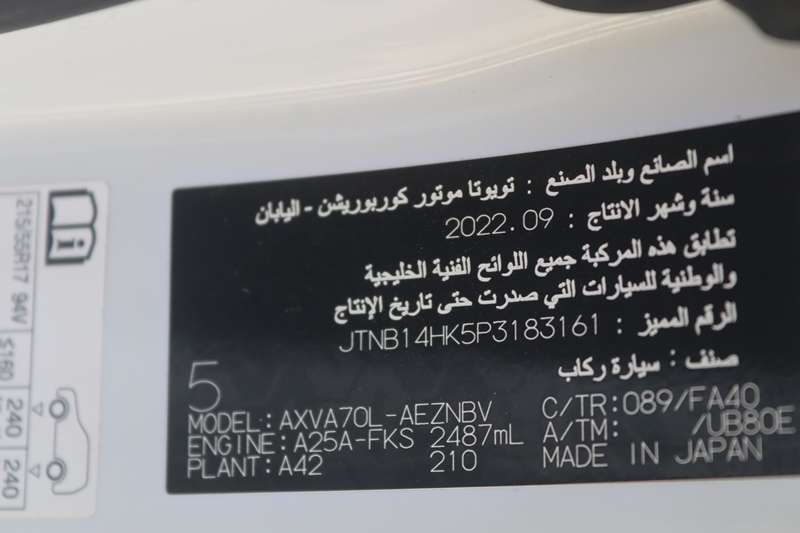 اسم الصانع وبلد الصنع : تويوتا موتور كوربوريشن - اليابان
سنة وشهر الانتاج : 2022.09
تطابق هذه المركبة جميع اللوائح الفنية الخليجية
والوطنية للسيارات التي صدرت حتى تاريخ الإنتاج
الرقم المميز : JTNB14HK5P3183161
صنف : سيارة ركاب
5
MODEL:AXVA70L-AEZNBV C/TR:089/FA40
ENGINE:A25A-FKS 2487mL A/TM: /UB80E
PLANT:A42 210 MADE IN JAPAN
215/55R17 94V
≤160
240
240